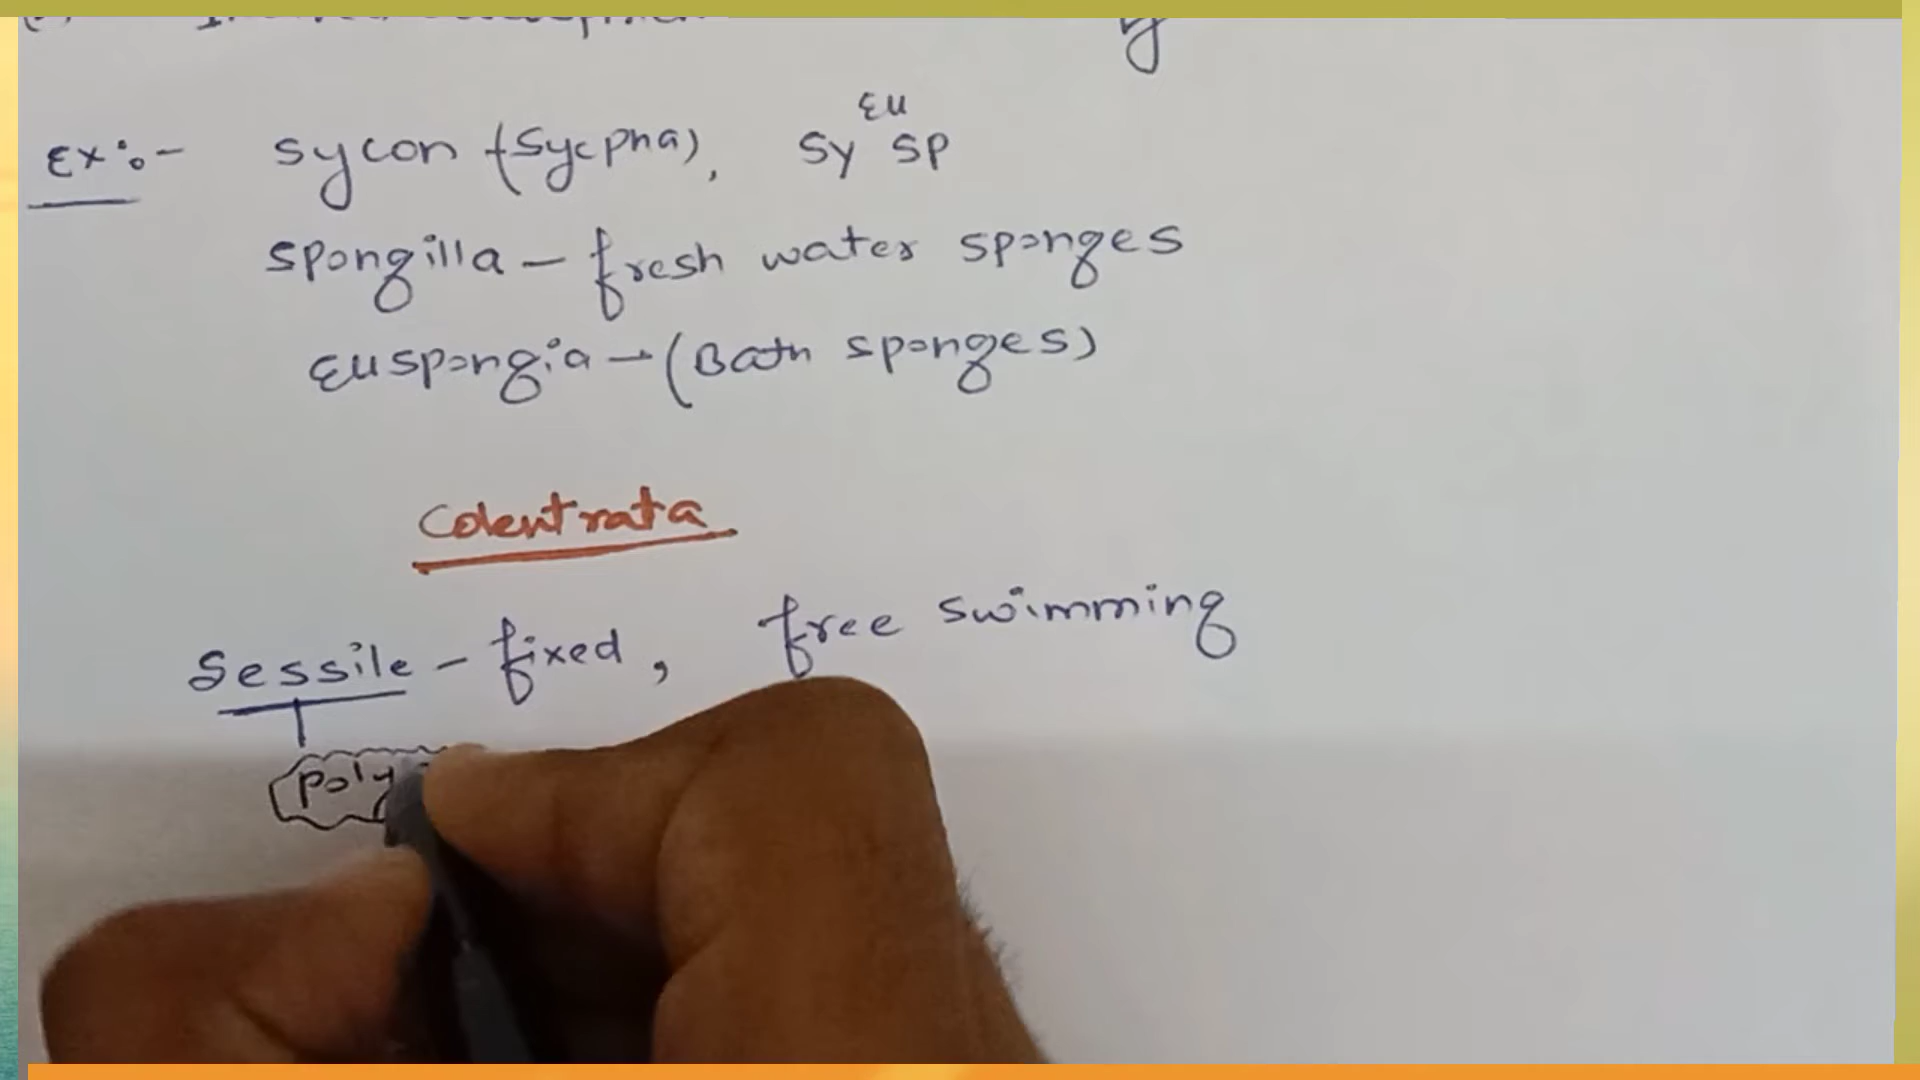 Ex:- Sycon (Sycpha), Sy Eu Sp
Spongilla - fresh water sponges
Euspongia → (Bath sponges)
Colentrata
Sessile - fixed, free swimming
Poly